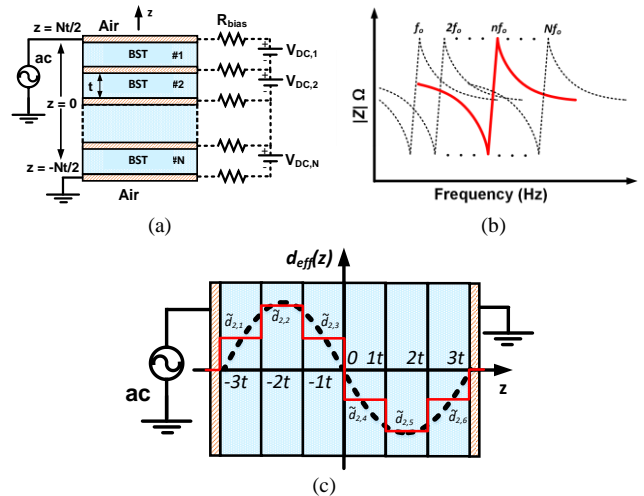 Air
z
R_bias
z = Nt/2
BST #1
V_DC,1
ac
t
BST #2
V_DC,2
z = 0
z = -Nt/2
BST #N
V_DC,N
Air
(a)
f_o 2f_o nf_o Nf_o
|Z| Ω
Frequency (Hz)
(b)
d_eff(z)
d̃_2,1 d̃_2,2 d̃_2,3
0 1t 2t 3t
-3t -2t -1t
z
ac
d̃_2,4 d̃_2,5 d̃_2,6
(c)